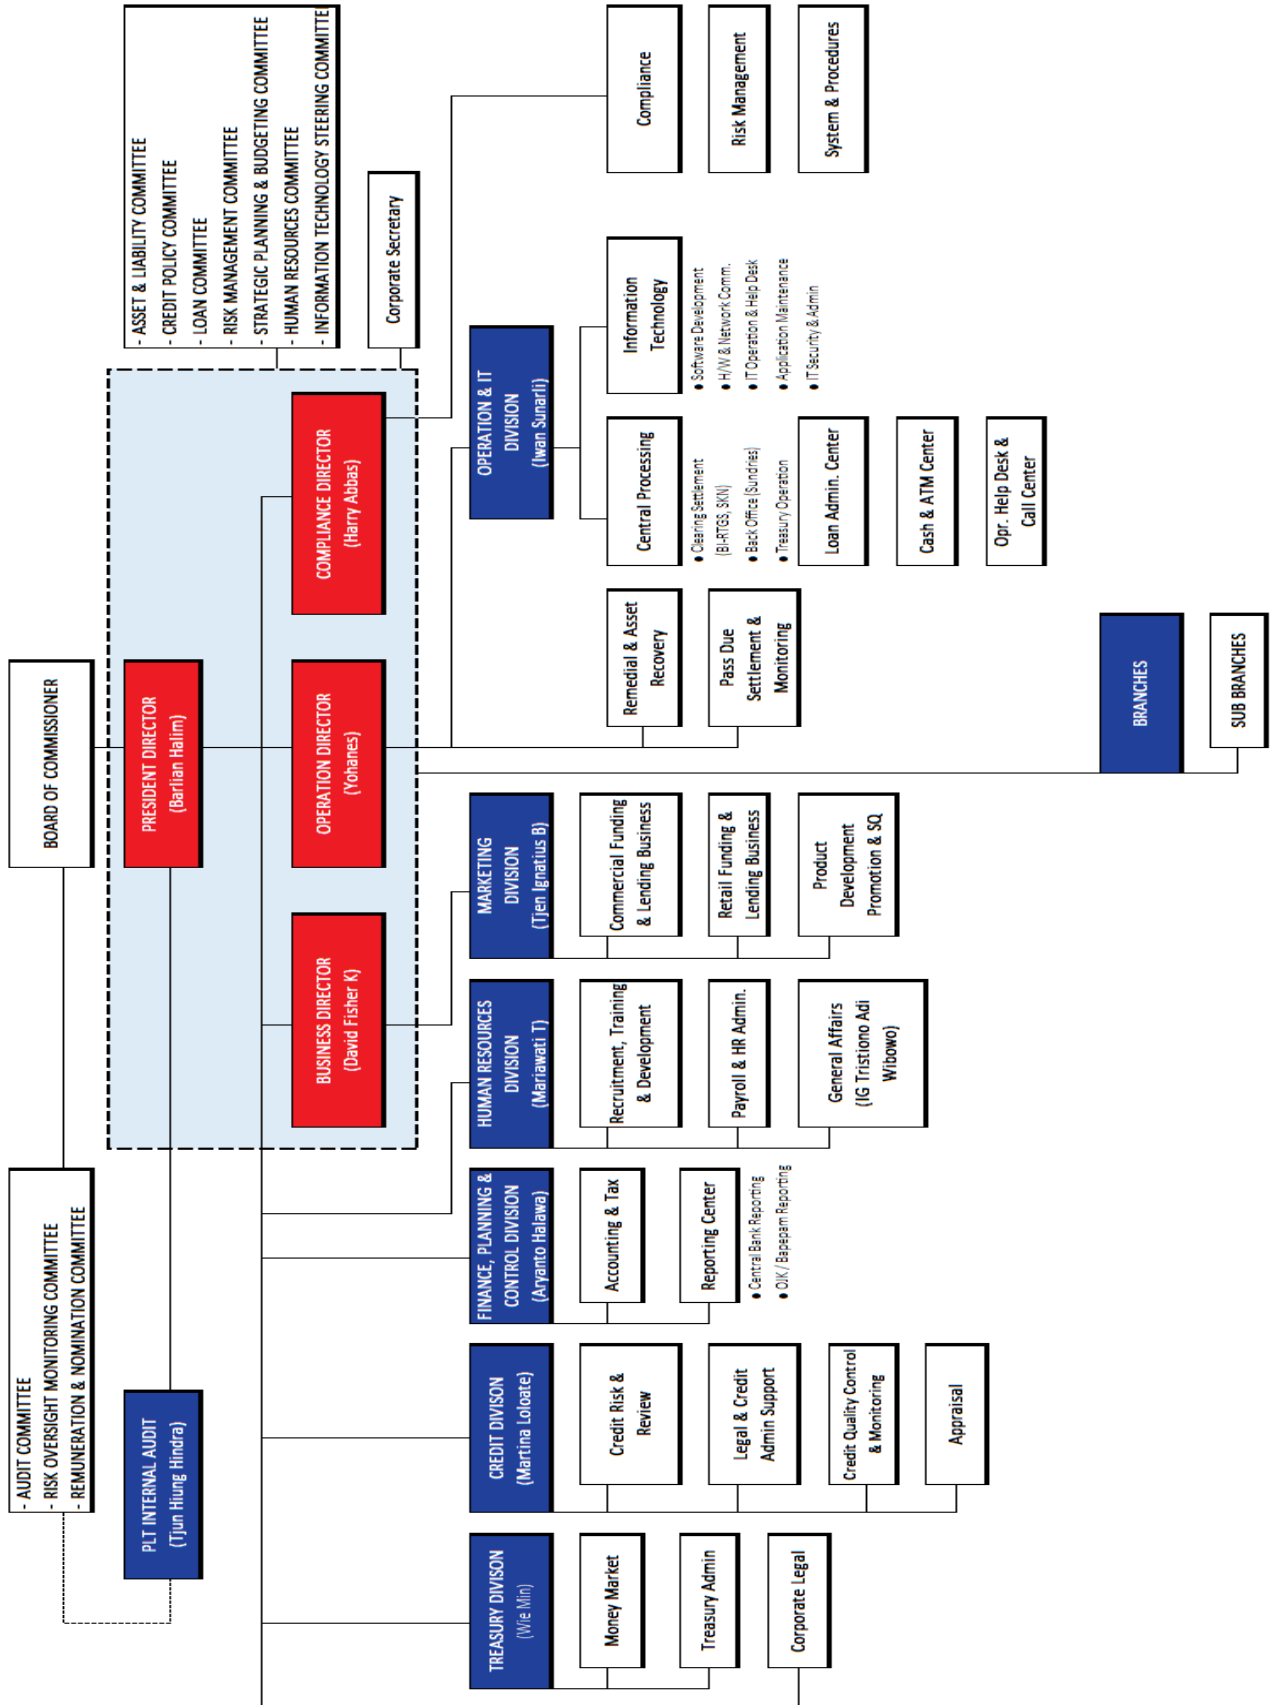 BOARD OF COMMISSIONER
- AUDIT COMMITTEE
- RISK OVERSIGHT MONITORING COMMITTEE
- REMUNERATION & NOMINATION COMMITTEE
PLT INTERNAL AUDIT
(Tjun Hiung Hindra)
PRESIDENT DIRECTOR
(Barlian Halim)
- ASSET & LIABILITY COMMITTEE
- CREDIT POLICY COMMITTEE
- LOAN COMMITTEE
- RISK MANAGEMENT COMMITTEE
- STRATEGIC PLANNING & BUDGETING COMMITTEE
- HUMAN RESOURCES COMMITTEE
- INFORMATION TECHNOLOGY STEERING COMMITTE
BUSINESS DIRECTOR
(David Fisher K)
OPERATION DIRECTOR
(Yohanes)
COMPLIANCE DIRECTOR
(Harry Abbas)
Corporate Secretary
TREASURY DIVISON
(Wie Min)
Money Market
Treasury Admin
Corporate Legal
CREDIT DIVISON
(Martina Loloate)
Credit Risk &
Review
Legal & Credit
Admin Support
Credit Quality Control
& Monitoring
Appraisal
FINANCE, PLANNING &
CONTROL DIVISION
(Aryanto Halawa)
Accounting & Tax
Reporting Center
● Central Bank Reporting
● OJK / Bapepam Reporting
HUMAN RESOURCES
DIVISION
(Mariawati T)
Recruitment, Training
& Development
Payroll & HR Admin.
General Affairs
(IG Tristiono Adi
Wibowo)
MARKETING
DIVISION
(Tjen Ignatius B)
Commercial Funding
& Lending Business
Retail Funding &
Lending Business
Product
Development
Promotion & SQ
Remedial & Asset
Recovery
Pass Due
Settlement &
Monitoring
OPERATION & IT
DIVISION
(Iwan Sunarli)
Central Processing
● Clearing Settlement
(BI-RTGS, SKN)
● Back Office (Sundries)
● Treasury Operation
Loan Admin. Center
Cash & ATM Center
Opr. Help Desk &
Call Center
Information
Technology
● Software Development
● H/W & Network Comm.
● IT Operation & Help Desk
● Application Maintenance
● IT Security & Admin
Compliance
Risk Management
System & Procedures
BRANCHES
SUB BRANCHES